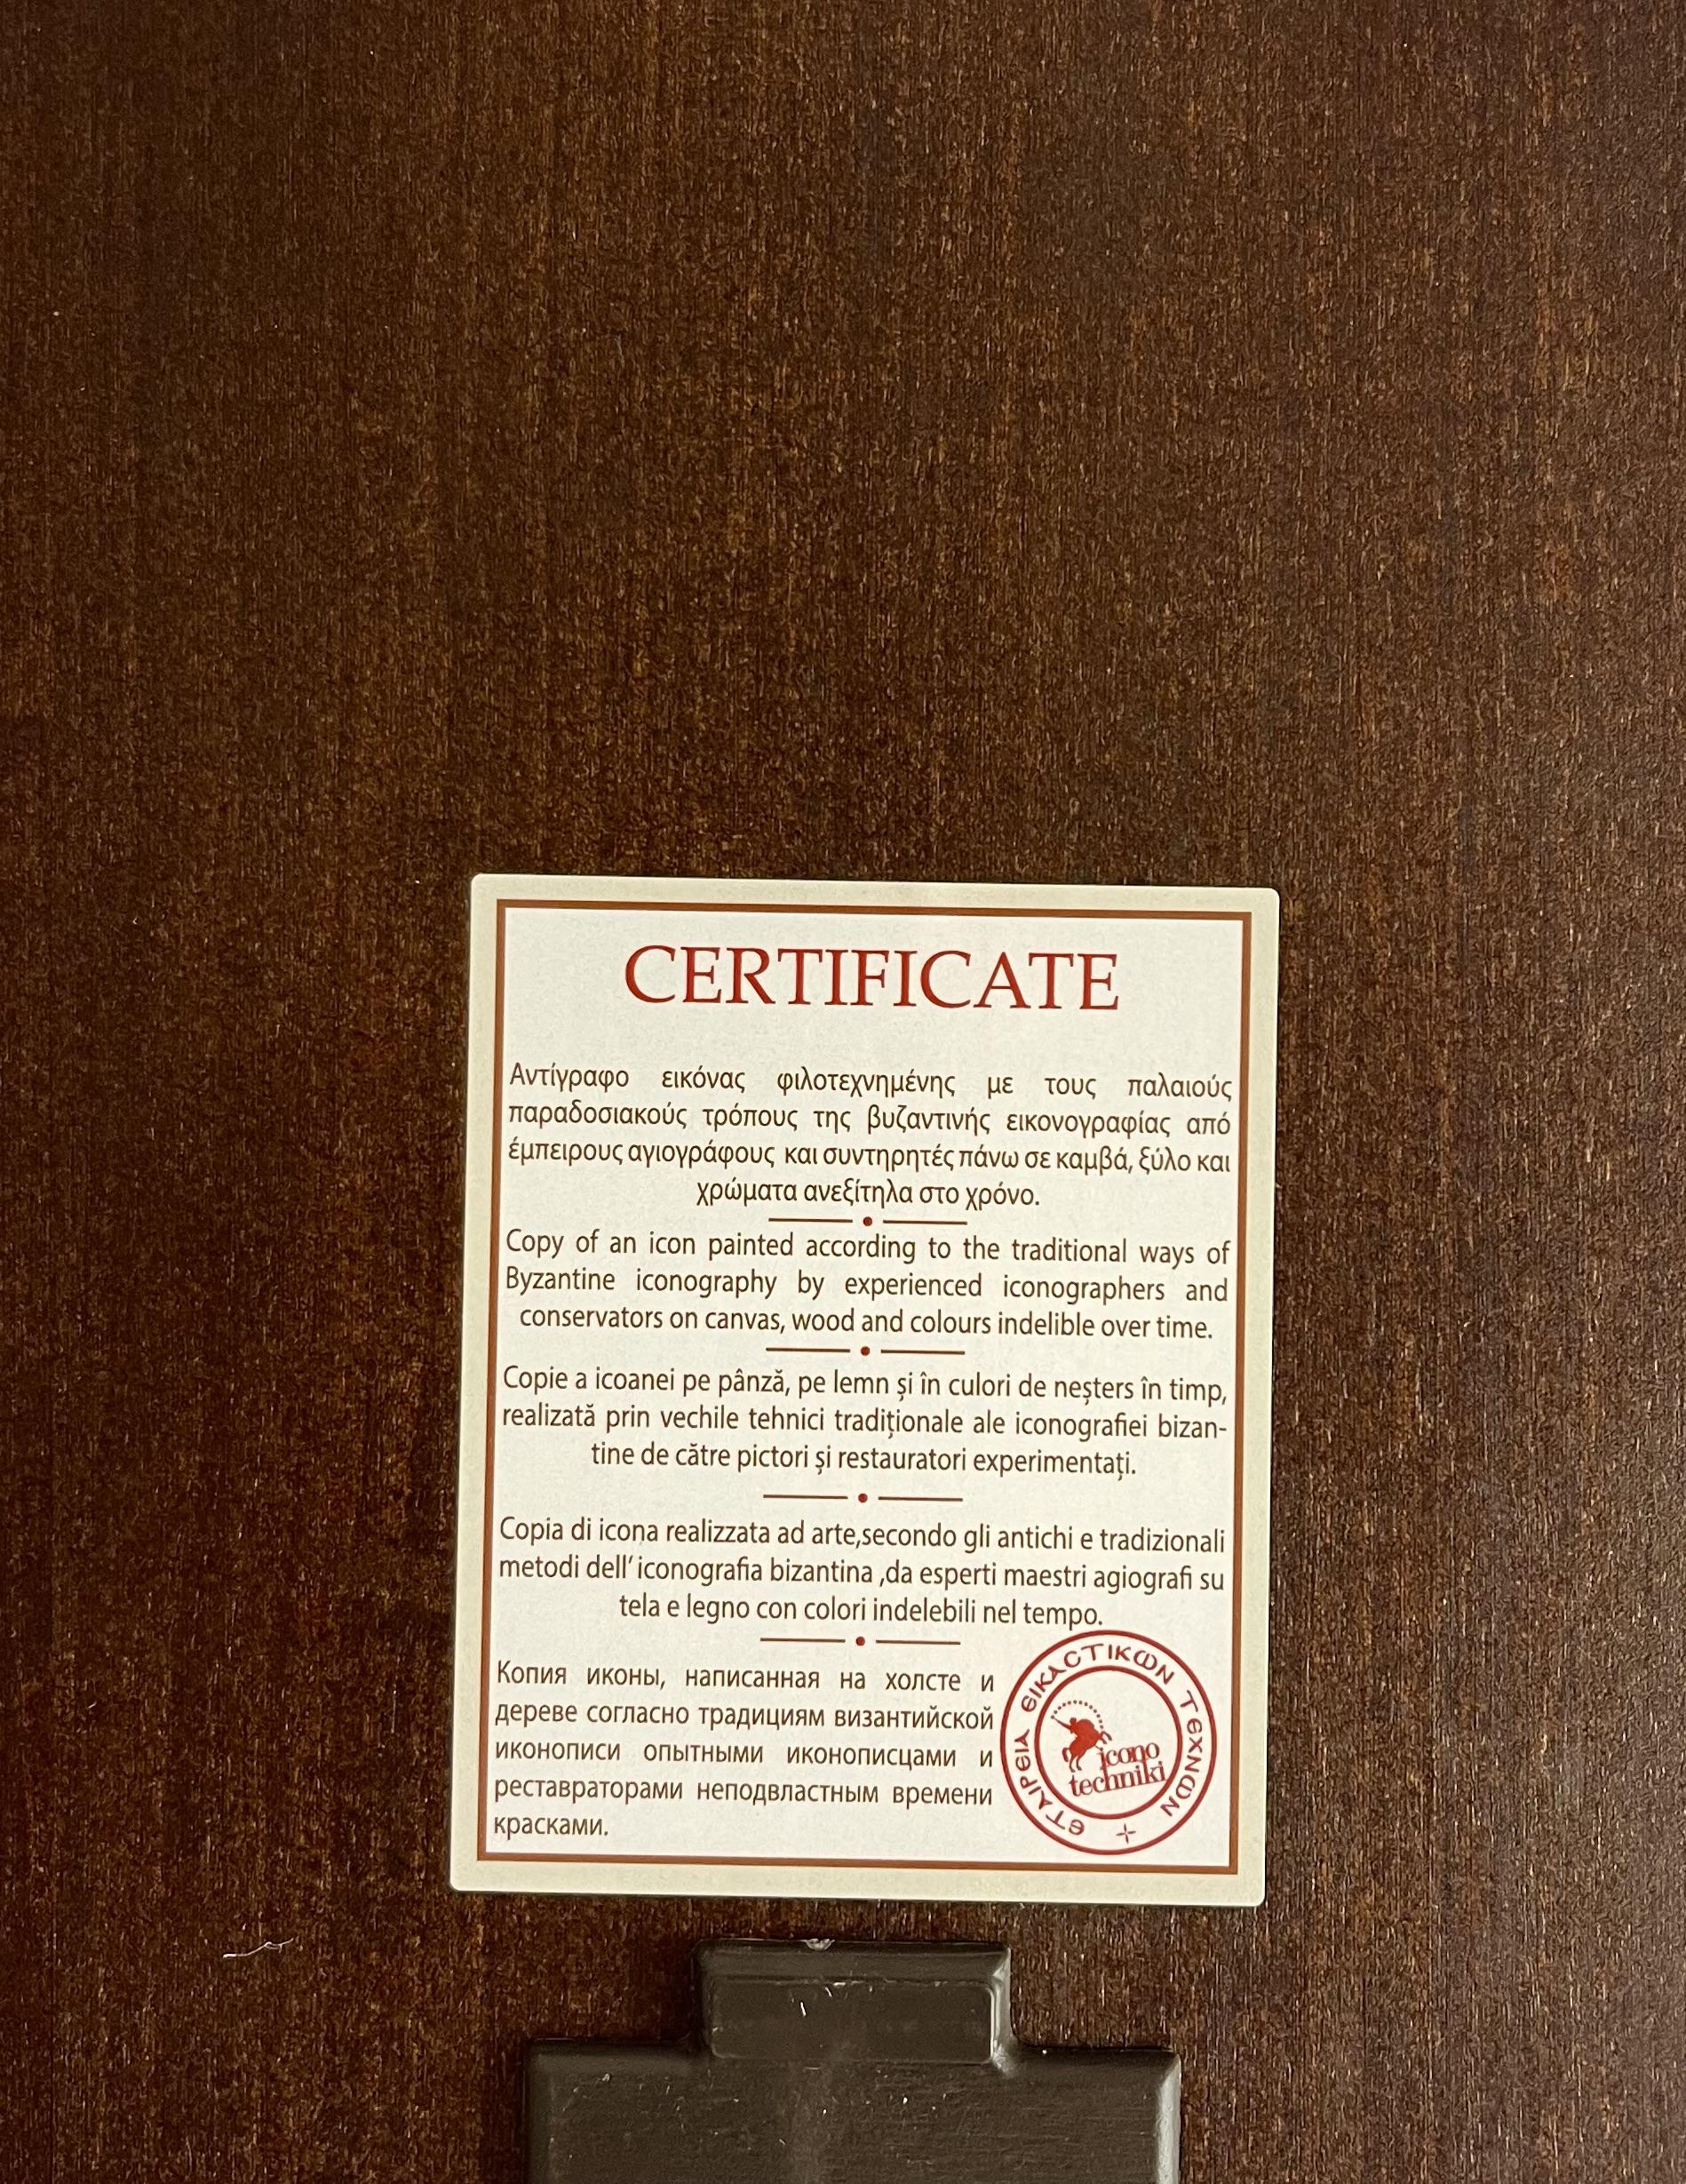 CERTIFICATE
Αντίγραφο εικόνας φιλοτεχνημένης με τους παλαιούς
παραδοσιακούς τρόπους της βυζαντινής εικονογραφίας από
έμπειρους αγιογράφους και συντηρητές πάνω σε καμβά, ξύλο και
χρώματα ανεξίτηλα στο χρόνο.
Copy of an icon painted according to the traditional ways of
Byzantine iconography by experienced iconographers and
conservators on canvas, wood and colours indelible over time.
Copie a icoanei pe pânză, pe lemn și în culori de neșters în timp,
realizată prin vechile tehnici tradiționale ale iconografiei bizan-
tine de către pictori și restauratori experimentați.
Copia di icona realizzata ad arte,secondo gli antichi e tradizionali
metodi dell' iconografia bizantina ,da esperti maestri agiografi su
tela e legno con colori indelebili nel tempo.
Копия иконы, написанная на холсте и
дереве согласно традициям византийской
иконописи опытными иконописцами и
реставраторами неподвластным времени
красками.
ΕΤΑΙΡΕΙΑ ΕΙΚΑСΤΙΚΩΝ ΤΕΧΝΩΝ
icono
techniki